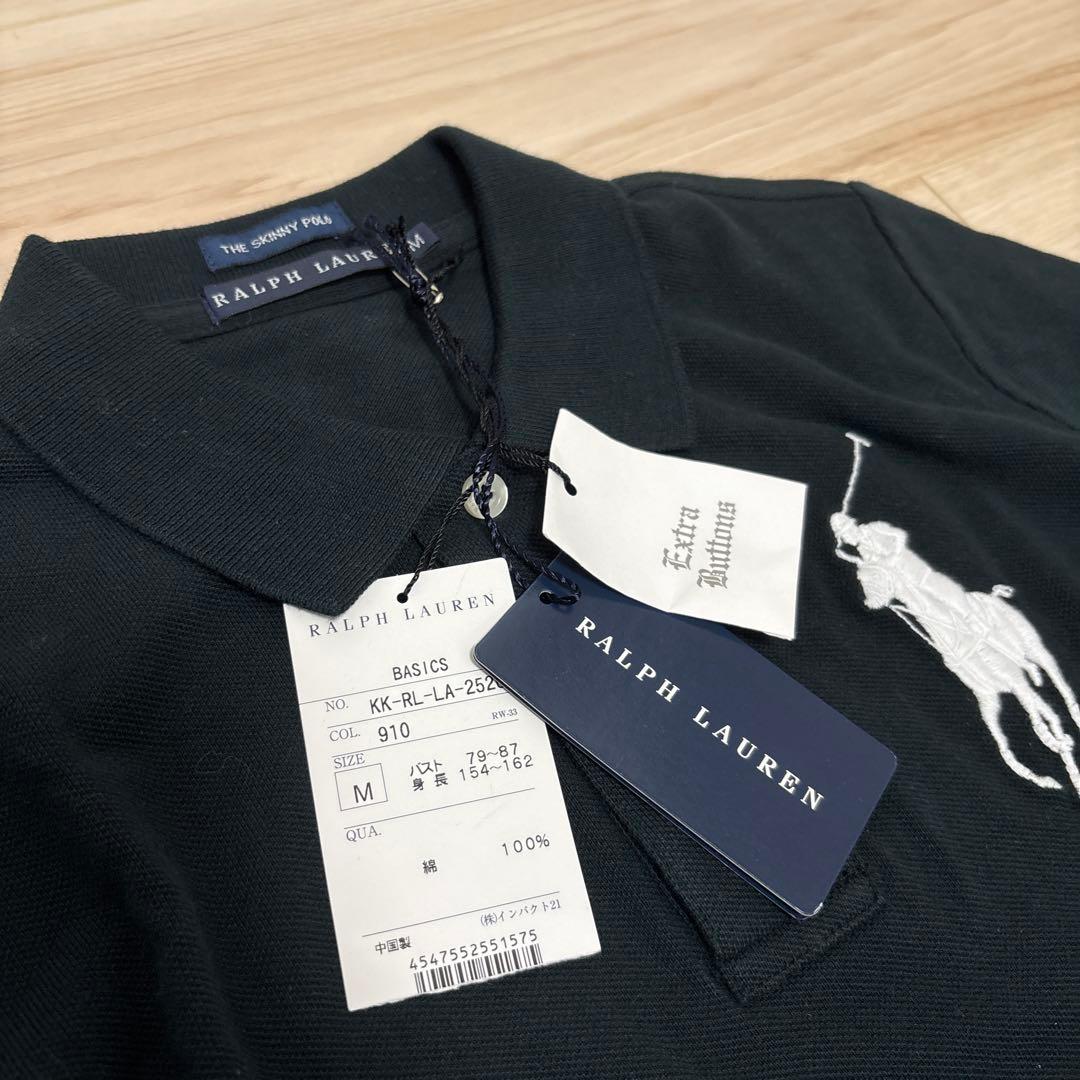 THE SKINNY POLO
RALPH LAUREN M
Extra
Buttons
RALPH LAUREN
RALPH LAUREN
BASICS
NO. KK-RL-LA-252
RW-33
COL. 910
SIZE
M
バスト 79～87
身長 154～162
QUA.
綿 100%
(株)インパクト21
中国製
4547552551575